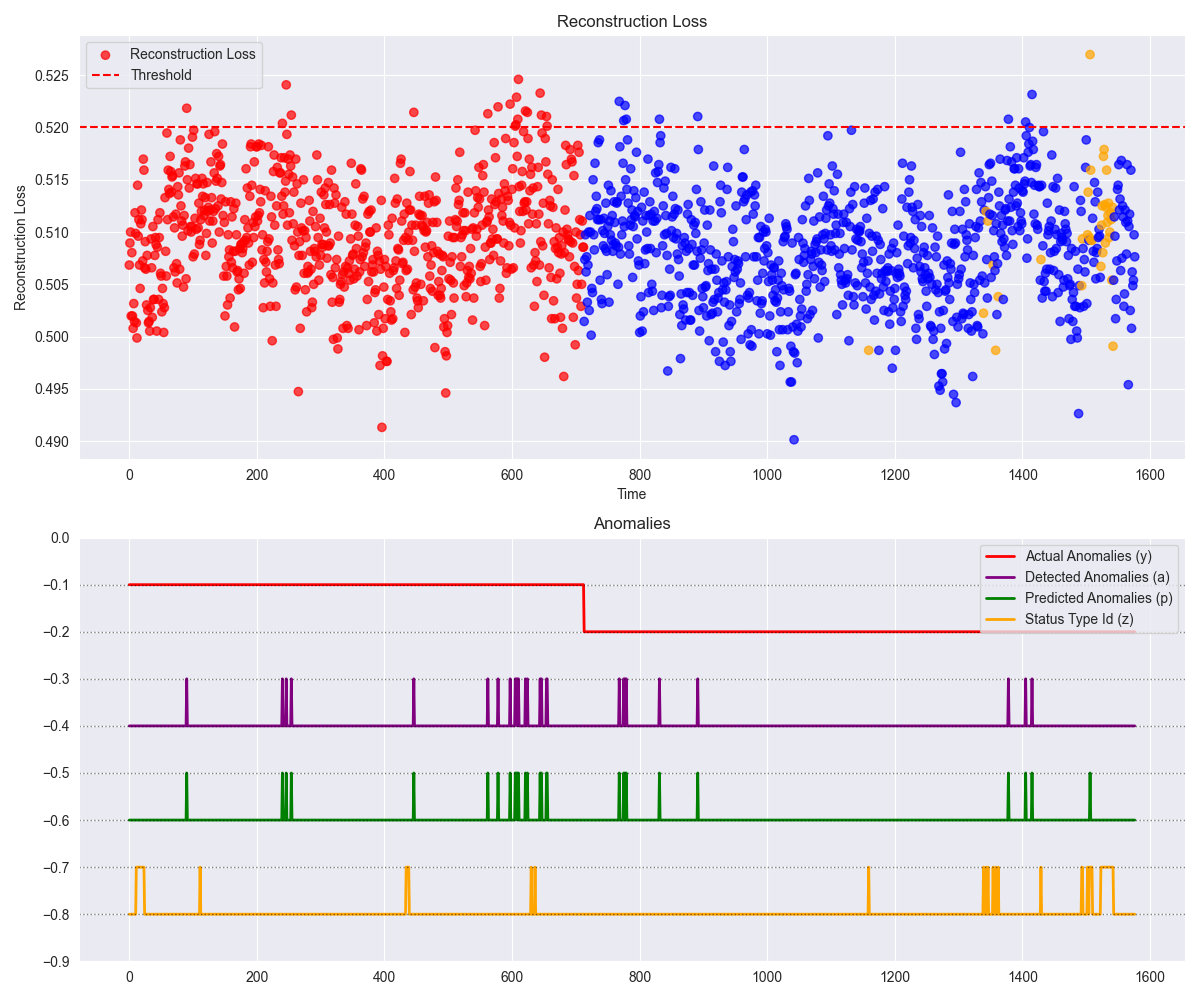 Reconstruction Loss
Reconstruction Loss
Threshold
0.525
0.520
0.515
0.510
0.505
0.500
0.495
0.490
Reconstruction Loss
0 200 400 600 800 1000 1200 1400 1600
Time
Anomalies
Actual Anomalies (y)
Detected Anomalies (a)
Predicted Anomalies (p)
Status Type Id (z)
0.0
−0.1
−0.2
−0.3
−0.4
−0.5
−0.6
−0.7
−0.8
−0.9
0 200 400 600 800 1000 1200 1400 1600